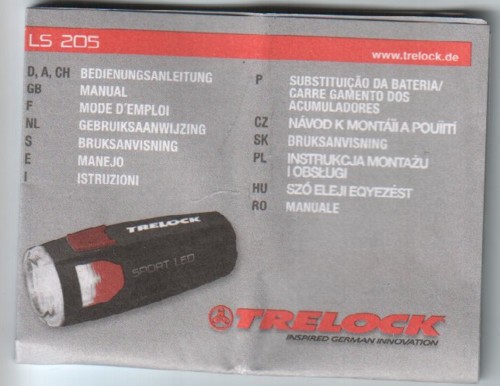 LS 205
www.trelock.de
D, A, CH BEDIENUNGSANLEITUNG
GB MANUAL
F MODE D'EMPLOI
NL GEBRUIKSAANWIJZING
S BRUKSANVISNING
E MANEJO
I ISTRUZIONI
P SUBSTITUIÇÃO DA BATERIA/
CARRE GAMENTO DOS
ACUMULADORES
CZ NÁVOD K MONTÁŽI A POUŽITÍ
SK BRUKSANVISNING
PL INSTRUKCJA MONTAŻU
I OBSŁUGI
HU SZÓ ELEJI EGYEZÉST
RO MANUALE
TRELOCK
SPORT LED
TRELOCK
INSPIRED GERMAN INNOVATION